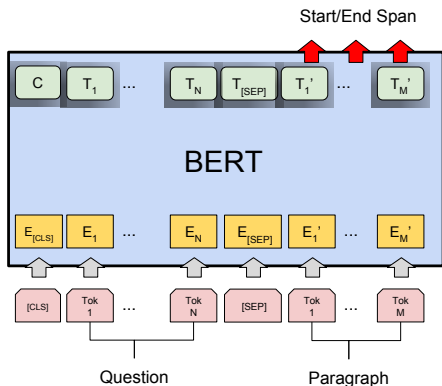 Start/End Span
C T1 ... TN T[SEP] T1' ... TM'
BERT
E[CLS] E1 ... EN E[SEP] E1' ... EM'
[CLS] Tok 1 ... Tok N [SEP] Tok 1 ... Tok M
Question Paragraph